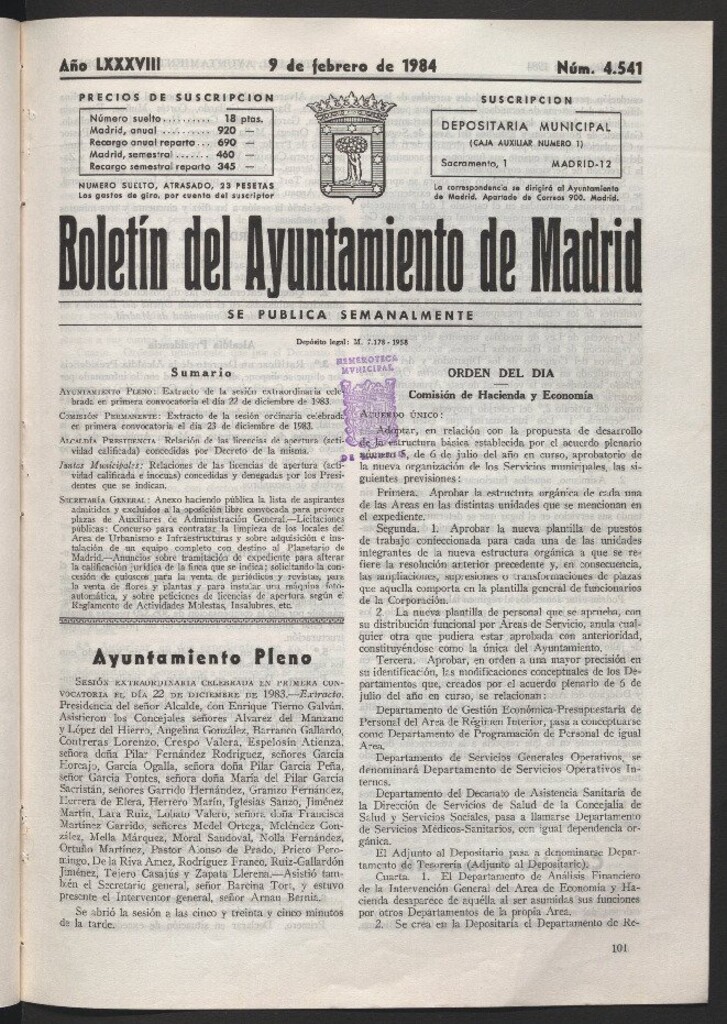 Año LXXXVIII
9 de febrero de 1984
Núm. 4.541
PRECIOS DE SUSCRIPCION
Número suelto.......... 18 ptas.
Madrid, anual ......... 920 —
Recargo anual reparto... 690 —
Madrid, semestral ...... 460 —
Recargo semestral reparto 345 —
NUMERO SUELTO, ATRASADO, 23 PESETAS
Los gastos de giro, por cuenta del suscriptor
SUSCRIPCION
DEPOSITARIA MUNICIPAL
(CAJA AUXILIAR NUMERO 1)
Sacramento, 1 MADRID-12
La correspondencia se dirigirá al Ayuntamiento
de Madrid. Apartado de Correos 900. Madrid.
Boletín del Ayuntamiento de Madrid
SE PUBLICA SEMANALMENTE
Depósito legal: M. 7.178 - 1958
HEMEROTECA
MUNICIPAL
Sumario
AYUNTAMIENTO PLENO: Extracto de la sesión extraordinaria cele-
brada en primera convocatoria el día 22 de diciembre de 1983.
COMISIÓN PERMANENTE: Extracto de la sesión ordinaria celebrada
en primera convocatoria el día 23 de diciembre de 1983.
ALCALDÍA PRESIDENCIA: Relación de las licencias de apertura (acti-
vidad calificada) concedidas por Decreto de la misma.
Juntas Municipales: Relaciones de las licencias de apertura (acti-
vidad calificada e inocuas) concedidas y denegadas por los Presi-
dentes que se indican.
SECRETARÍA GENERAL: Anexo haciendo pública la lista de aspirantes
admitidos y excluidos a la oposición libre convocada para proveer
plazas de Auxiliares de Administración General.—Licitaciones
públicas: Concurso para contratar la limpieza de los locales del
Area de Urbanismo e Infraestructuras y sobre adquisición e ins-
talación de un equipo completo con destino al Planetario de
Madrid.—Anuncios sobre tramitación de expediente para alterar
la calificación jurídica de la finca que se indica; solicitando la con-
cesión de quioscos para la venta de periódicos y revistas, para
la venta de flores y plantas y para instalar una máquina foto-
automática, y sobre peticiones de licencias de apertura según el
Reglamento de Actividades Molestas, Insalubres, etc.
Ayuntamiento Pleno
SESIÓN EXTRAORDINARIA CELEBRADA EN PRIMERA CON-
VOCATORIA EL DÍA 22 DE DICIEMBRE DE 1983.—Extracto.
Presidencia del señor Alcalde, don Enrique Tierno Galván.
Asistieron los Concejales señores Alvarez del Manzano
y López del Hierro, Angelina González, Barranco Gallardo,
Contreras Lorenzo, Crespo Valera, Espelosín Atienza,
señora doña Pilar Fernández Rodríguez, señores García
Horcajo, García Ogalla, señora doña Pilar García Peña,
señor García Fontes, señora doña María del Pilar García
Sacristán, señores Garrido Hernández, Gramizo Fernández,
Herrera de Elera, Herrero Marín, Iglesias Sanzo, Jiménez
Martín, Lara Ruiz, Lobato Valero, señora doña Francisca
Martínez Garrido, señores Medel Ortega, Meléndez Gon-
zález, Mella Márquez, Moral Sandoval, Nolla Fernández,
Ortuño Martínez, Pastor Alonso de Prado, Prieto Pero-
mingo, De la Riva Amez, Rodríguez Franco, Ruiz-Gallardón
Jiménez, Tejero Casajús y Zapata Llerena.—Asistió tam-
bién el Secretario general, señor Barcina Tort, y estuvo
presente el Interventor general, señor Arnau Bernia.
Se abrió la sesión a las cinco y treinta y cinco minutos
de la tarde.
ORDEN DEL DIA
Comisión de Hacienda y Economía
ACUERDO ÚNICO:
Adoptar, en relación con la propuesta de desarrollo
de la estructura básica establecida por el acuerdo plenario
número 5, de 6 de julio del año en curso, aprobatorio de
la nueva organización de los Servicios municipales, las si-
guientes previsiones:
Primera. Aprobar la estructura orgánica de cada una
de las Areas en las distintas unidades que se mencionan en
el expediente.
Segunda. 1. Aprobar la nueva plantilla de puestos
de trabajo confeccionada para cada una de las unidades
integrantes de la nueva estructura orgánica a que se re-
fiere la resolución anterior precedente y, en consecuencia,
las ampliaciones, supresiones o transformaciones de plazas
que aquella comporta en la plantilla general de funcionarios
de la Corporación.
2. La nueva plantilla de personal que se aprueba, con
su distribución funcional por Areas de Servicio, anula cual-
quier otra que pudiera estar aprobada con anterioridad,
constituyéndose como la única del Ayuntamiento.
Tercera. Aprobar, en orden a una mayor precisión en
su identificación, las modificaciones conceptuales de los De-
partamentos que, creados por el acuerdo plenario de 6 de
julio del año en curso, se relacionan:
Departamento de Gestión Económica-Presupuestaria de
Personal del Area de Régimen Interior, pasa a conceptuarse
como Departamento de Programación de Personal de igual
Area.
Departamento de Servicios Generales Operativos, se
denominará Departamento de Servicios Operativos In-
ternos.
Departamento del Decanato de Asistencia Sanitaria de
la Dirección de Servicios de Salud de la Concejalía de
Salud y Servicios Sociales, pasa a llamarse Departamento
de Servicios Médicos-Sanitarios, con igual dependencia or-
gánica.
El Adjunto al Depositario pasa a denominarse Depar-
tamento de Tesorería (Adjunto al Depositario).
Cuarta. 1. El Departamento de Análisis Financiero
de la Intervención General del Area de Economía y Ha-
cienda desaparece de aquélla al ser asumidas sus funciones
por otros Departamentos de la propia Area.
2. Se crea en la Depositaría el Departamento de Re-
101